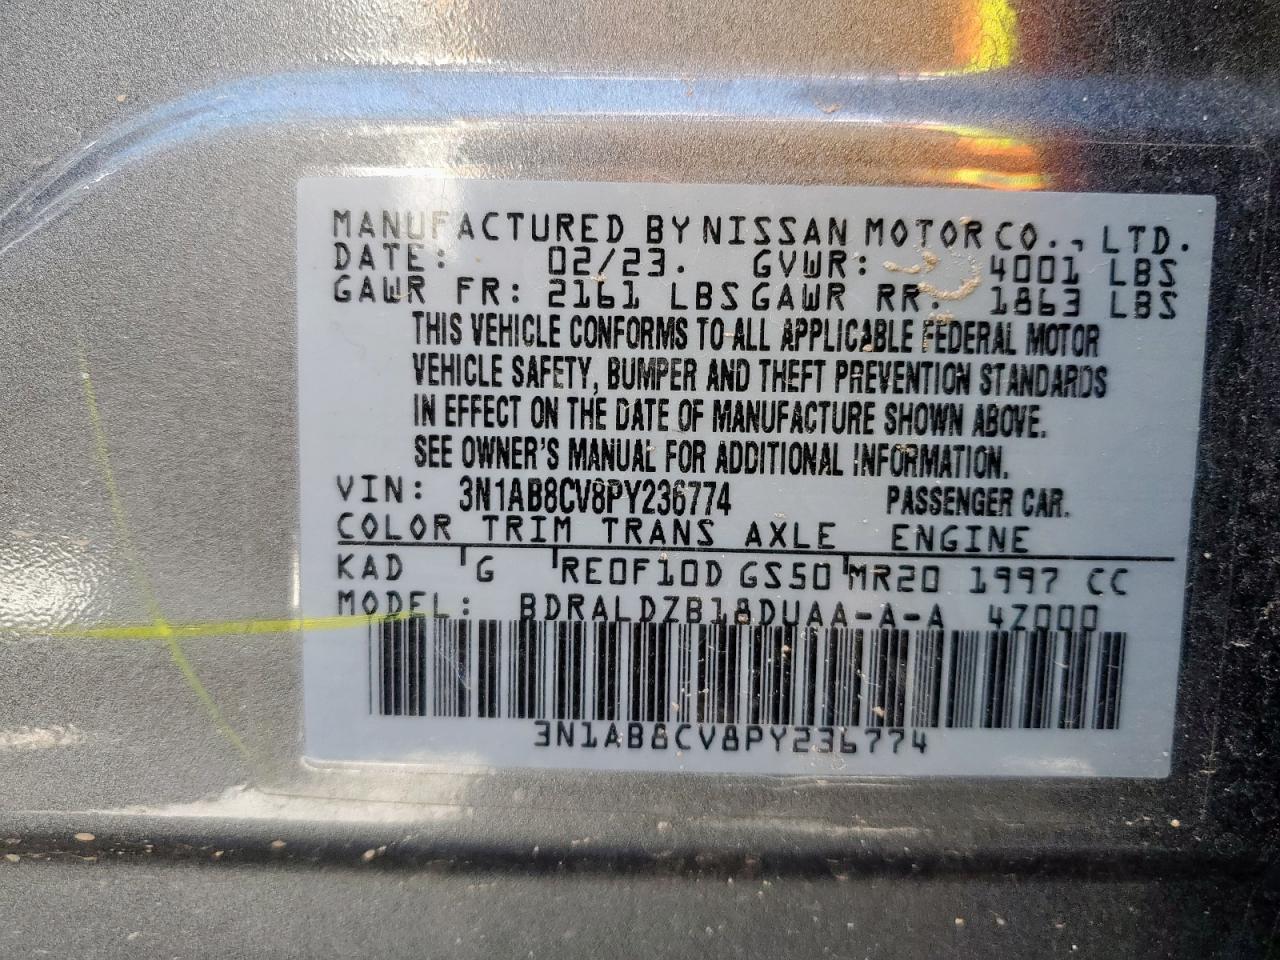 MANUFACTURED BY NISSAN MOTOR CO., LTD.
DATE: 02/23. GVWR: 4001 LBS
GAWR FR: 2161 LBS GAWR RR: 1863 LBS
THIS VEHICLE CONFORMS TO ALL APPLICABLE FEDERAL MOTOR
VEHICLE SAFETY, BUMPER AND THEFT PREVENTION STANDARDS
IN EFFECT ON THE DATE OF MANUFACTURE SHOWN ABOVE.
SEE OWNER'S MANUAL FOR ADDITIONAL INFORMATION.
VIN: 3N1AB8CV8PY236774 PASSENGER CAR.
COLOR TRIM TRANS AXLE ENGINE
KAD G RE0F10D GS50 MR20 1997 CC
MODEL: BDRALDZB18DUAA-A-A 4Z000
3N1AB8CV8PY236774